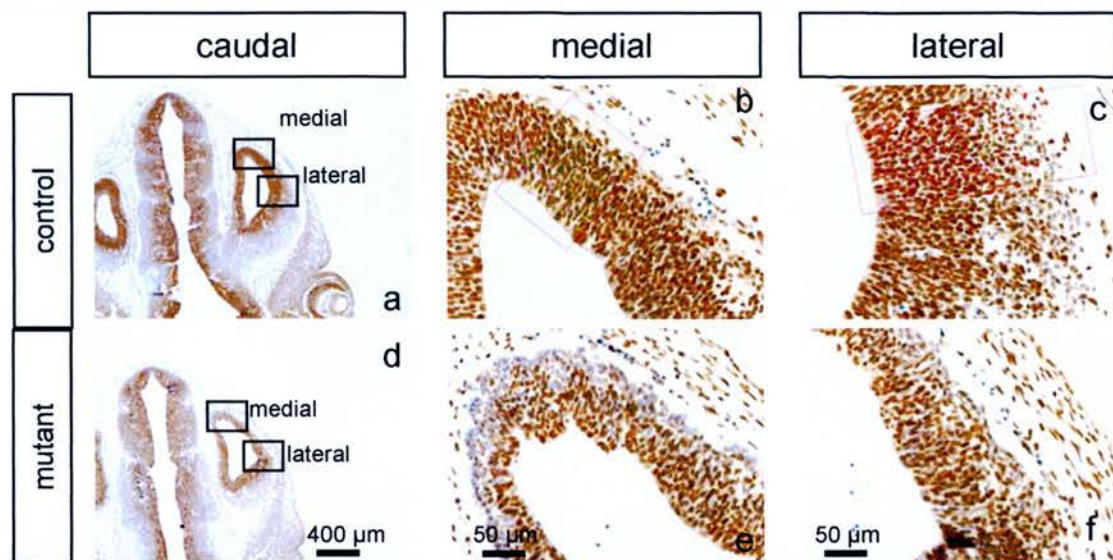 caudal
medial
lateral
control
medial
lateral
a
b
c
mutant
d
medial
lateral
400 µm
50 µm
e
50 µm
f